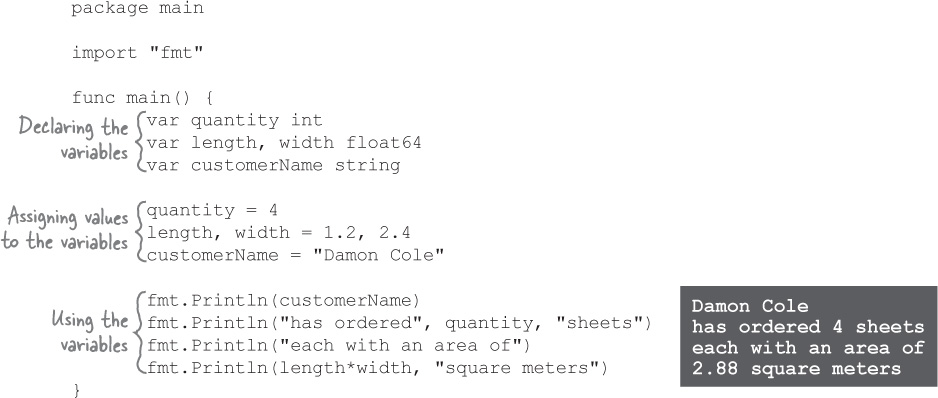 package main
import "fmt"
func main() {
Declaring the
variables
var quantity int
var length, width float64
var customerName string
Assigning values
to the variables
quantity = 4
length, width = 1.2, 2.4
customerName = "Damon Cole"
Using the
variables
fmt.Println(customerName)
fmt.Println("has ordered", quantity, "sheets")
fmt.Println("each with an area of")
fmt.Println(length*width, "square meters")
}
Damon Cole
has ordered 4 sheets
each with an area of
2.88 square meters